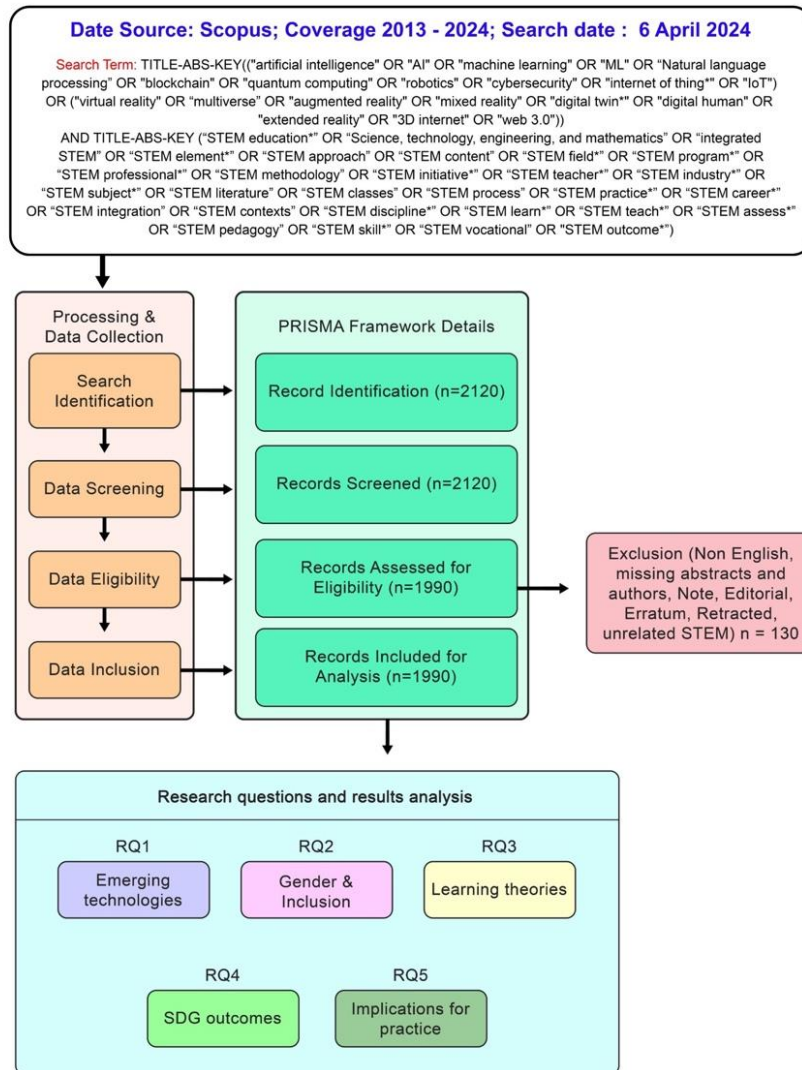 Date Source: Scopus; Coverage 2013 - 2024; Search date : 6 April 2024
Search Term: TITLE-ABS-KEY(("artificial intelligence" OR "AI" OR "machine learning" OR "ML" OR “Natural language
processing” OR "blockchain" OR "quantum computing" OR "robotics" OR "cybersecurity" OR "internet of thing*" OR "IoT")
OR ("virtual reality" OR “multiverse” OR "augmented reality" OR "mixed reality" OR "digital twin*" OR "digital human" OR
"extended reality" OR "3D internet" OR "web 3.0"))
AND TITLE-ABS-KEY (“STEM education*” OR “Science, technology, engineering, and mathematics” OR “integrated
STEM” OR “STEM element*” OR “STEM approach” OR “STEM content” OR “STEM field*” OR “STEM program*” OR
“STEM professional*” OR “STEM methodology” OR “STEM initiative*” OR “STEM teacher*” OR “STEM industry*” OR
“STEM subject*” OR “STEM literature” OR “STEM classes” OR “STEM process” OR “STEM practice*” OR “STEM career*”
OR “STEM integration” OR “STEM contexts” OR “STEM discipline*” OR “STEM learn*” OR “STEM teach*” OR “STEM assess*”
OR “STEM pedagogy” OR “STEM skill*” OR “STEM vocational” OR "STEM outcome*”)
Processing &
Data Collection
PRISMA Framework Details
Search
Identification
Record Identification (n=2120)
Data Screening
Records Screened (n=2120)
Data Eligibility
Records Assessed for
Eligibility (n=1990)
Exclusion (Non English,
missing abstracts and
authors, Note, Editorial,
Erratum, Retracted,
unrelated STEM) n = 130
Data Inclusion
Records Included for
Analysis (n=1990)
Research questions and results analysis
RQ1
Emerging
technologies
RQ2
Gender &
Inclusion
RQ3
Learning theories
RQ4
SDG outcomes
RQ5
Implications for
practice